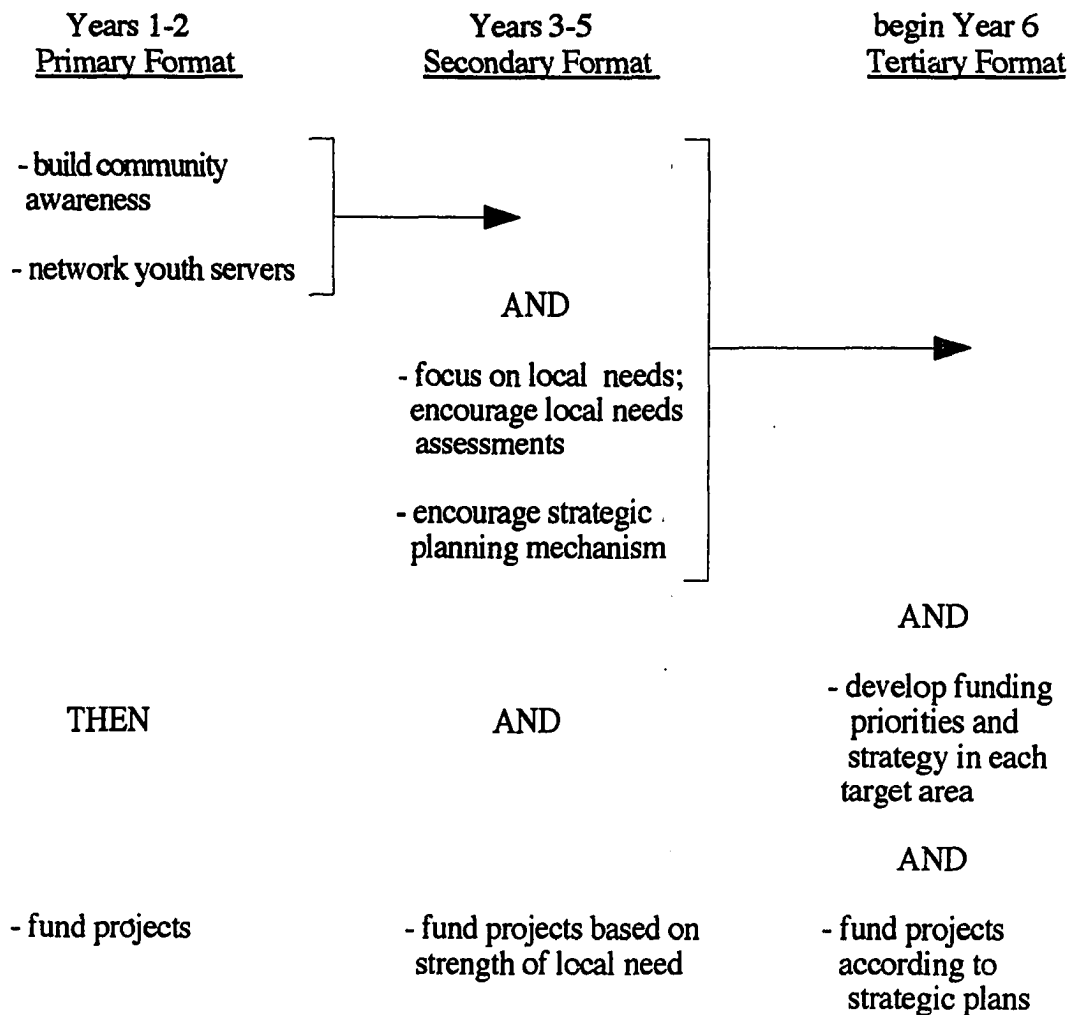 Years 1-2
Primary Format
Years 3-5
Secondary Format
begin Year 6
Tertiary Format
- build community
awareness
- network youth servers
AND
- focus on local needs;
encourage local needs
assessments
- encourage strategic
planning mechanism
AND
- develop funding
priorities and
strategy in each
target area
THEN
AND
AND
- fund projects
- fund projects based on
strength of local need
- fund projects
according to
strategic plans